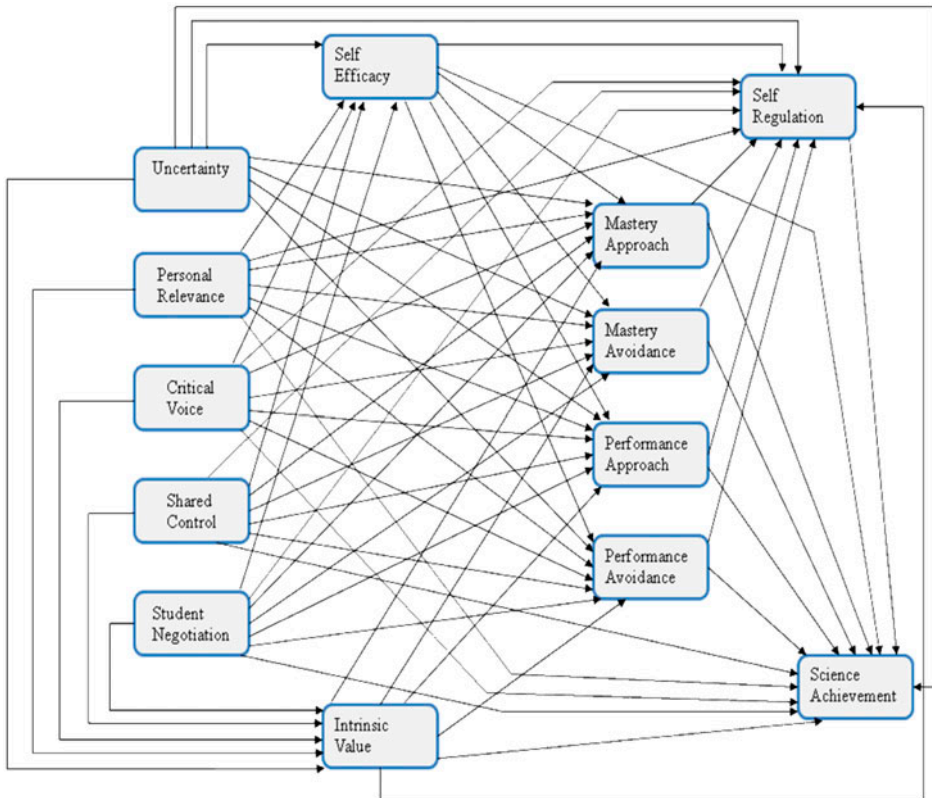 Self
Efficacy
Self
Regulation
Uncertainty
Mastery
Approach
Personal
Relevance
Mastery
Avoidance
Critical
Voice
Performance
Approach
Shared
Control
Performance
Avoidance
Student
Negotiation
Science
Achievement
Intrinsic
Value